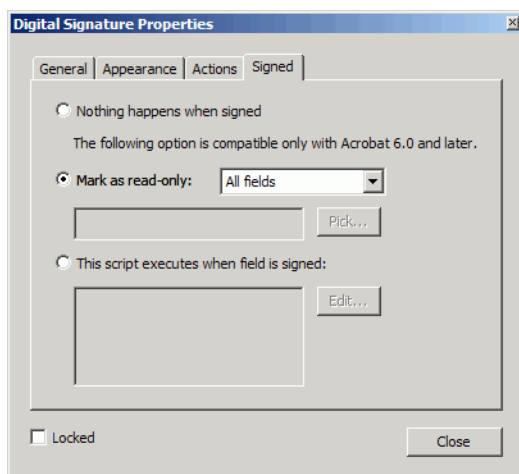 Digital Signature Properties
General Appearance Actions Signed
Nothing happens when signed
The following option is compatible only with Acrobat 6.0 and later.
Mark as read-only: All fields
Pick...
This script executes when field is signed:
Edit...
Locked Close